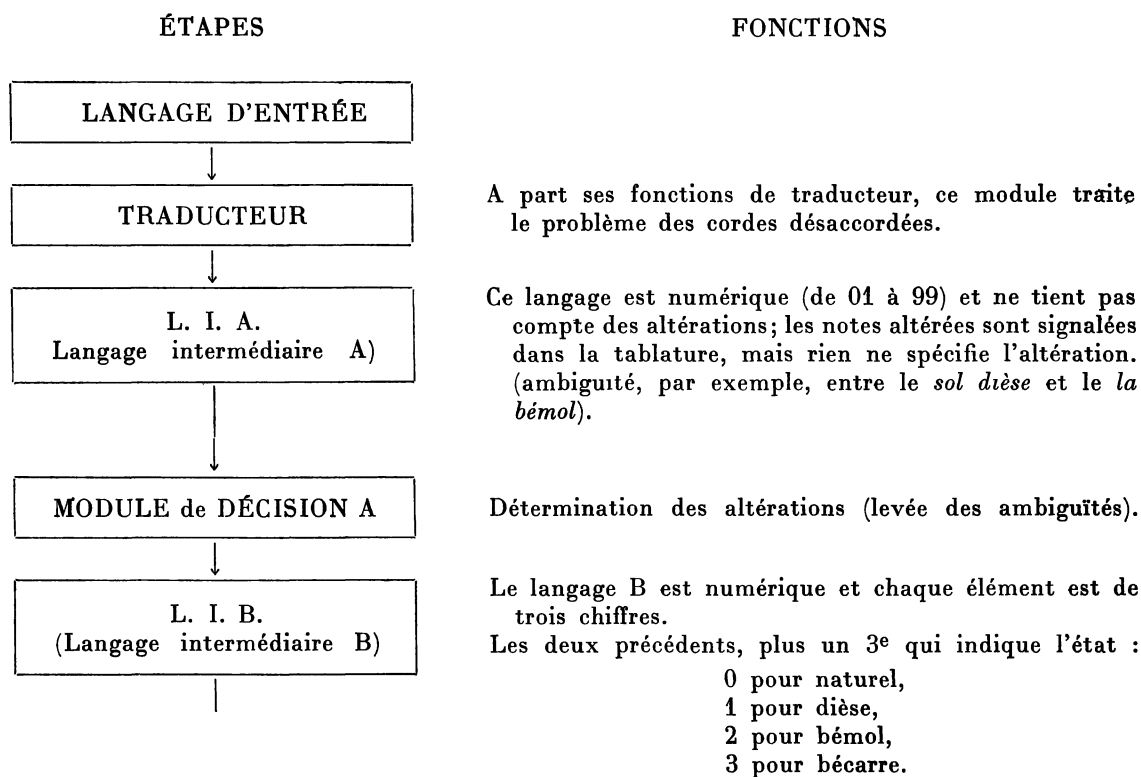 ÉTAPES
FONCTIONS
LANGAGE D'ENTRÉE
TRADUCTEUR
A part ses fonctions de traducteur, ce module traite
le problème des cordes désaccordées.
L. I. A.
Langage intermédiaire A)
Ce langage est numérique (de 01 à 99) et ne tient pas
compte des altérations; les notes altérées sont signalées
dans la tablature, mais rien ne spécifie l'altération.
(ambiguıté, par exemple, entre le sol dıèse et le la
bémol).
MODULE de DÉCISION A
Détermination des altérations (levée des ambiguïtés).
L. I. B.
(Langage intermédiaire B)
Le langage B est numérique et chaque élément est de
trois chiffres.
Les deux précédents, plus un 3e qui indique l'état :
0 pour naturel,
1 pour dièse,
2 pour bémol,
3 pour bécarre.